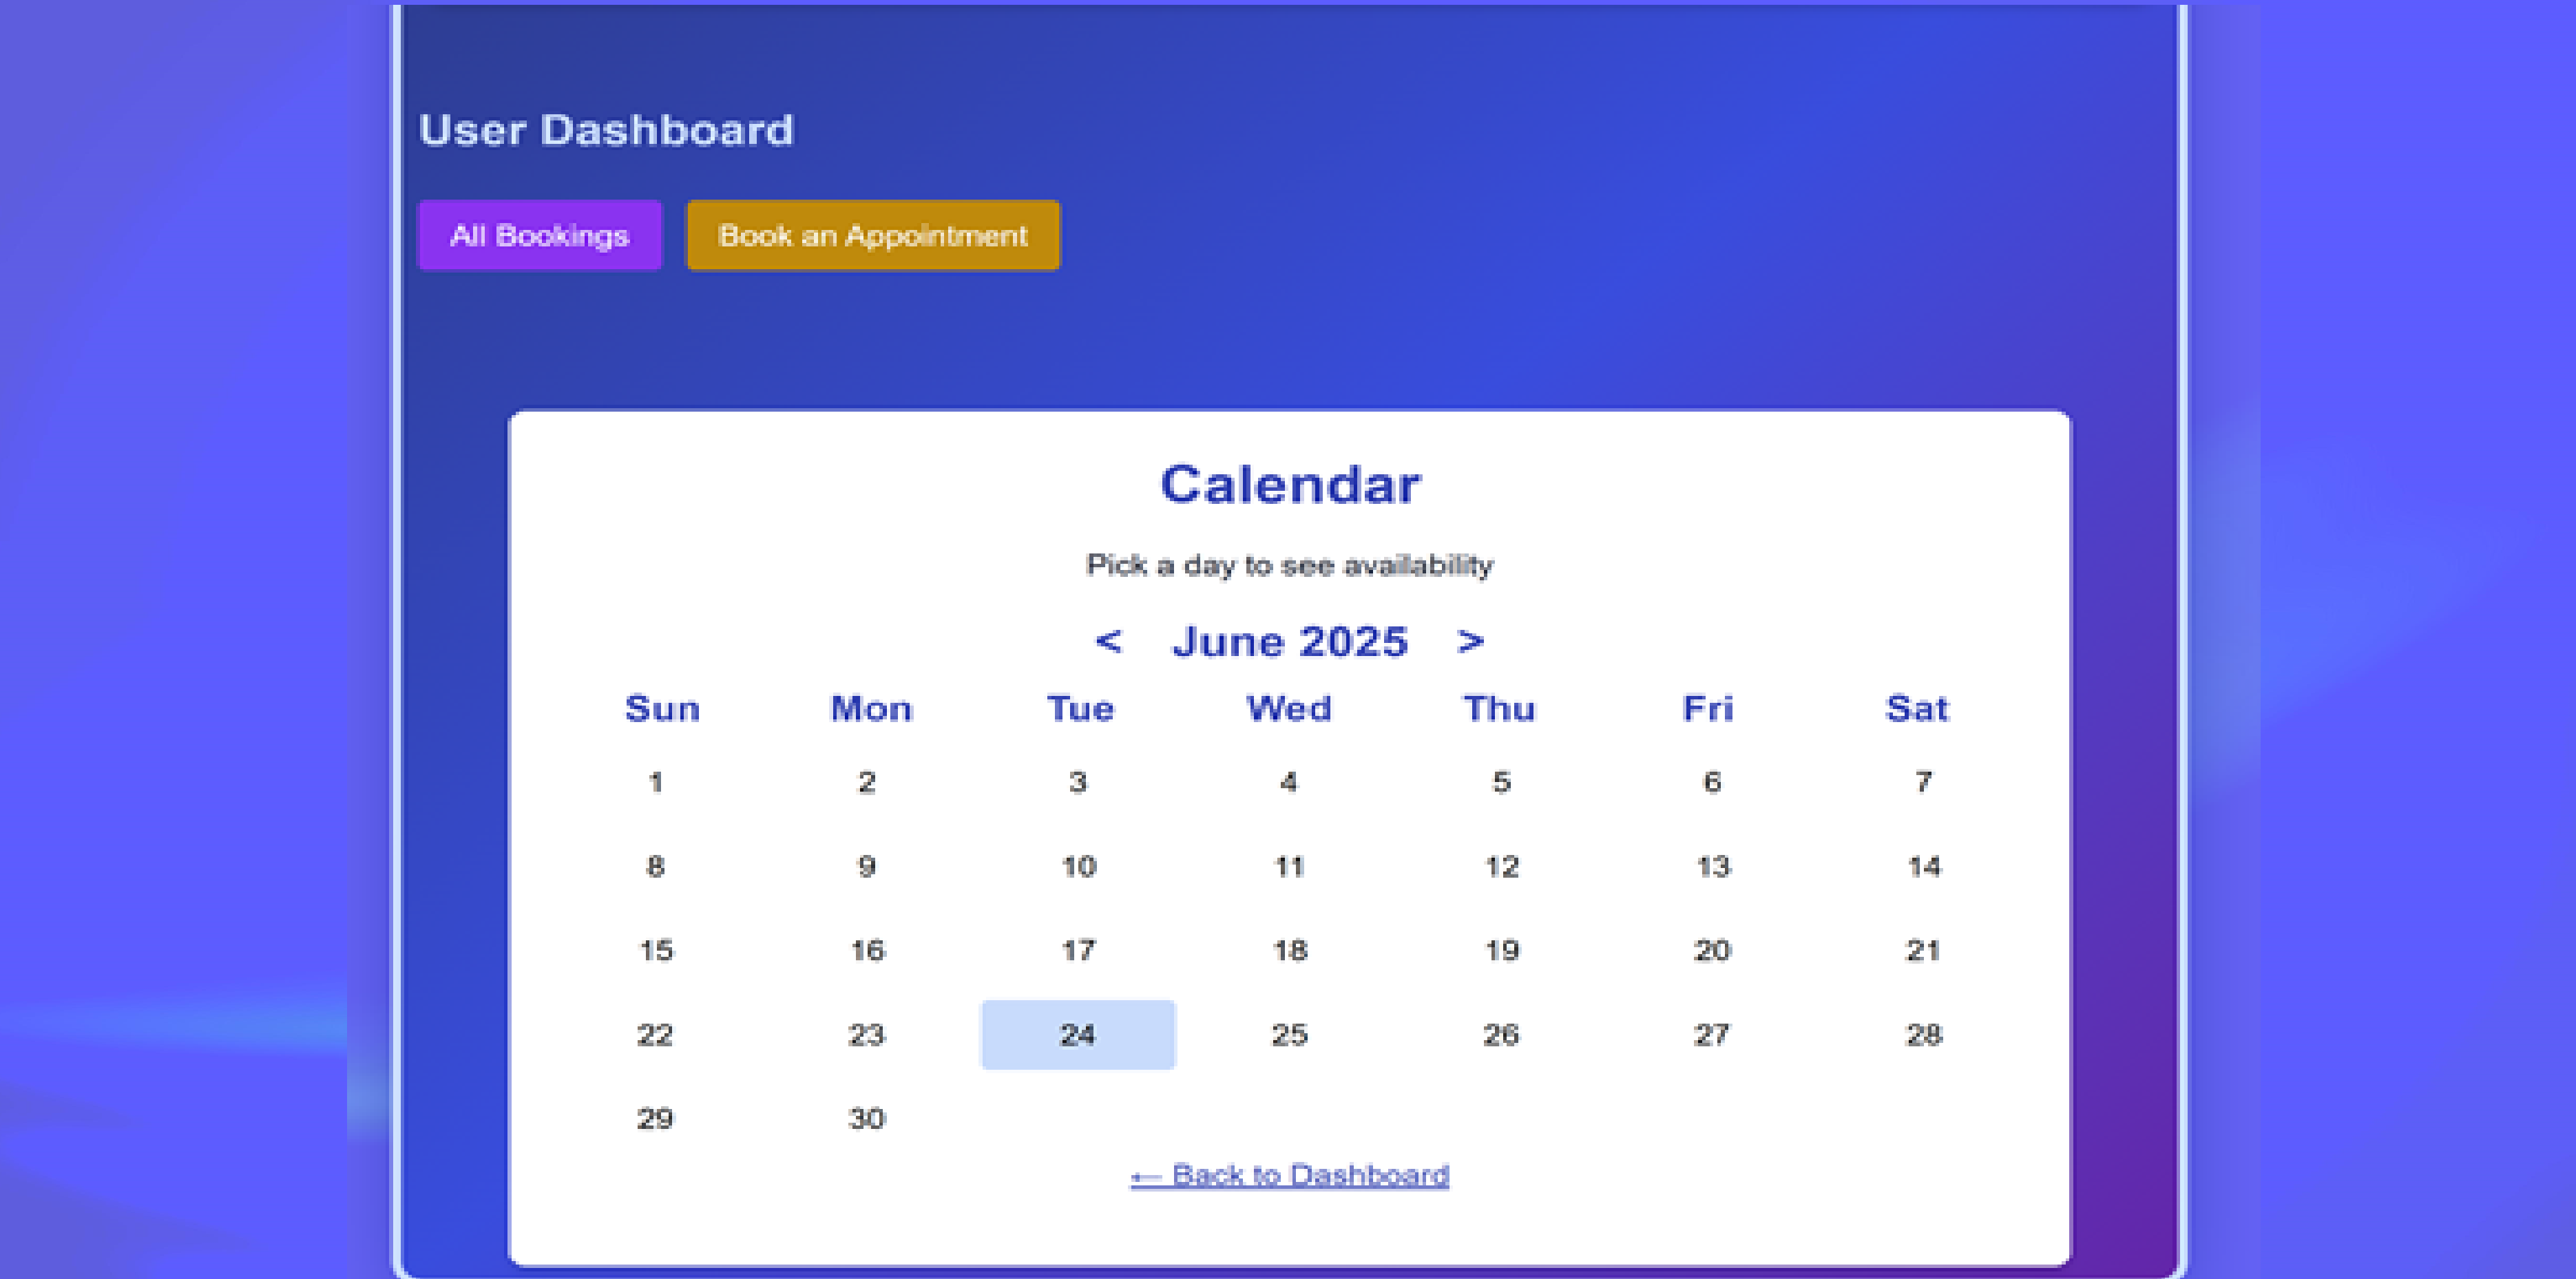 User Dashboard
All Bookings Book an Appointment
Calendar
Pick a day to see availability
< June 2025 >
Sun Mon Tue Wed Thu Fri Sat
1 2 3 4 5 6 7
8 9 10 11 12 13 14
15 16 17 18 19 20 21
22 23 24 25 26 27 28
29 30
← Back to Dashboard